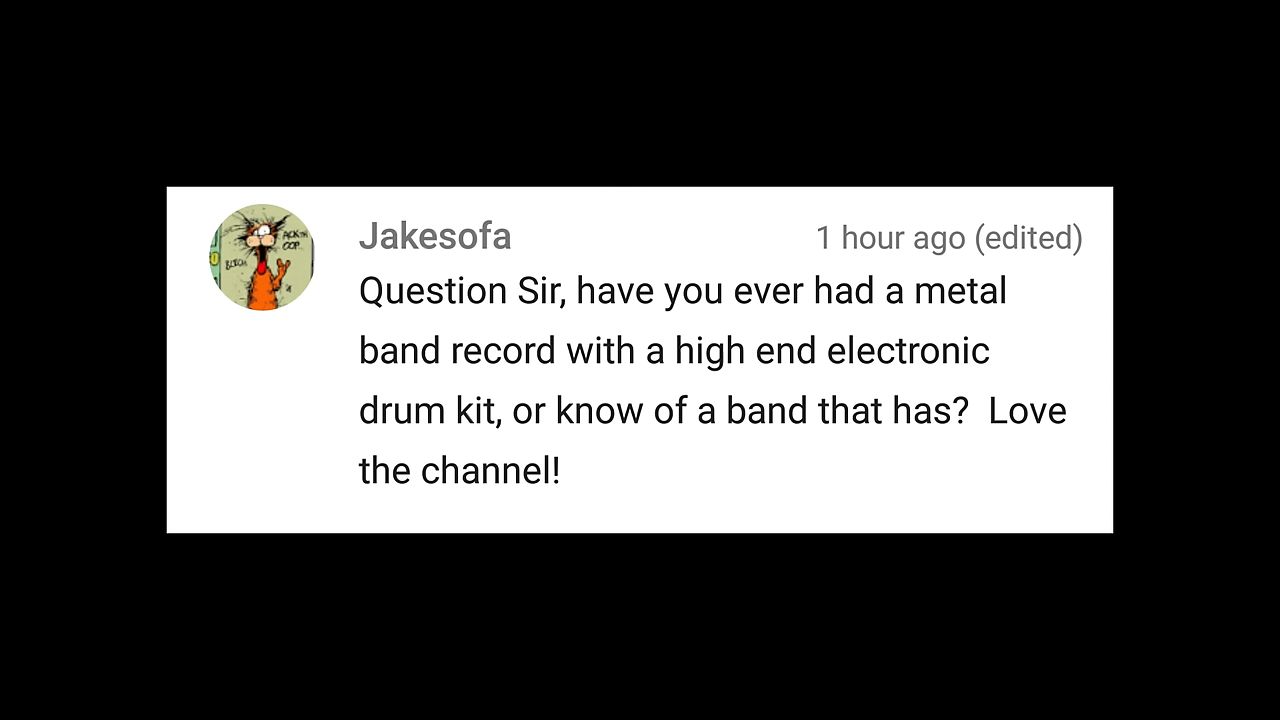 Jakesofa 1 hour ago (edited)
Question Sir, have you ever had a metal
band record with a high end electronic
drum kit, or know of a band that has?  Love
the channel!